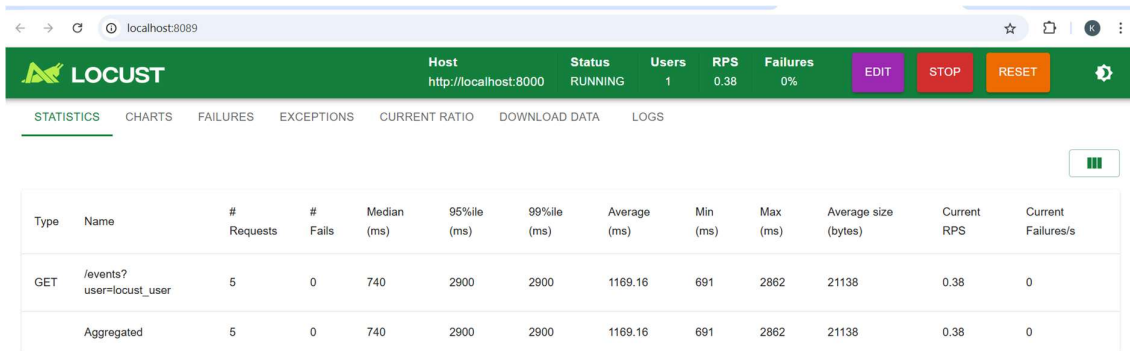 localhost:8089
K
LOCUST
Host
http://localhost:8000
Status
RUNNING
Users
1
RPS
0.38
Failures
0%
EDIT
STOP
RESET
STATISTICS CHARTS FAILURES EXCEPTIONS CURRENT RATIO DOWNLOAD DATA LOGS
Type Name # Requests # Fails Median (ms) 95%ile (ms) 99%ile (ms) Average (ms) Min (ms) Max (ms) Average size (bytes) Current RPS Current Failures/s
GET /events?user=locust_user 5 0 740 2900 2900 1169.16 691 2862 21138 0.38 0
Aggregated 5 0 740 2900 2900 1169.16 691 2862 21138 0.38 0